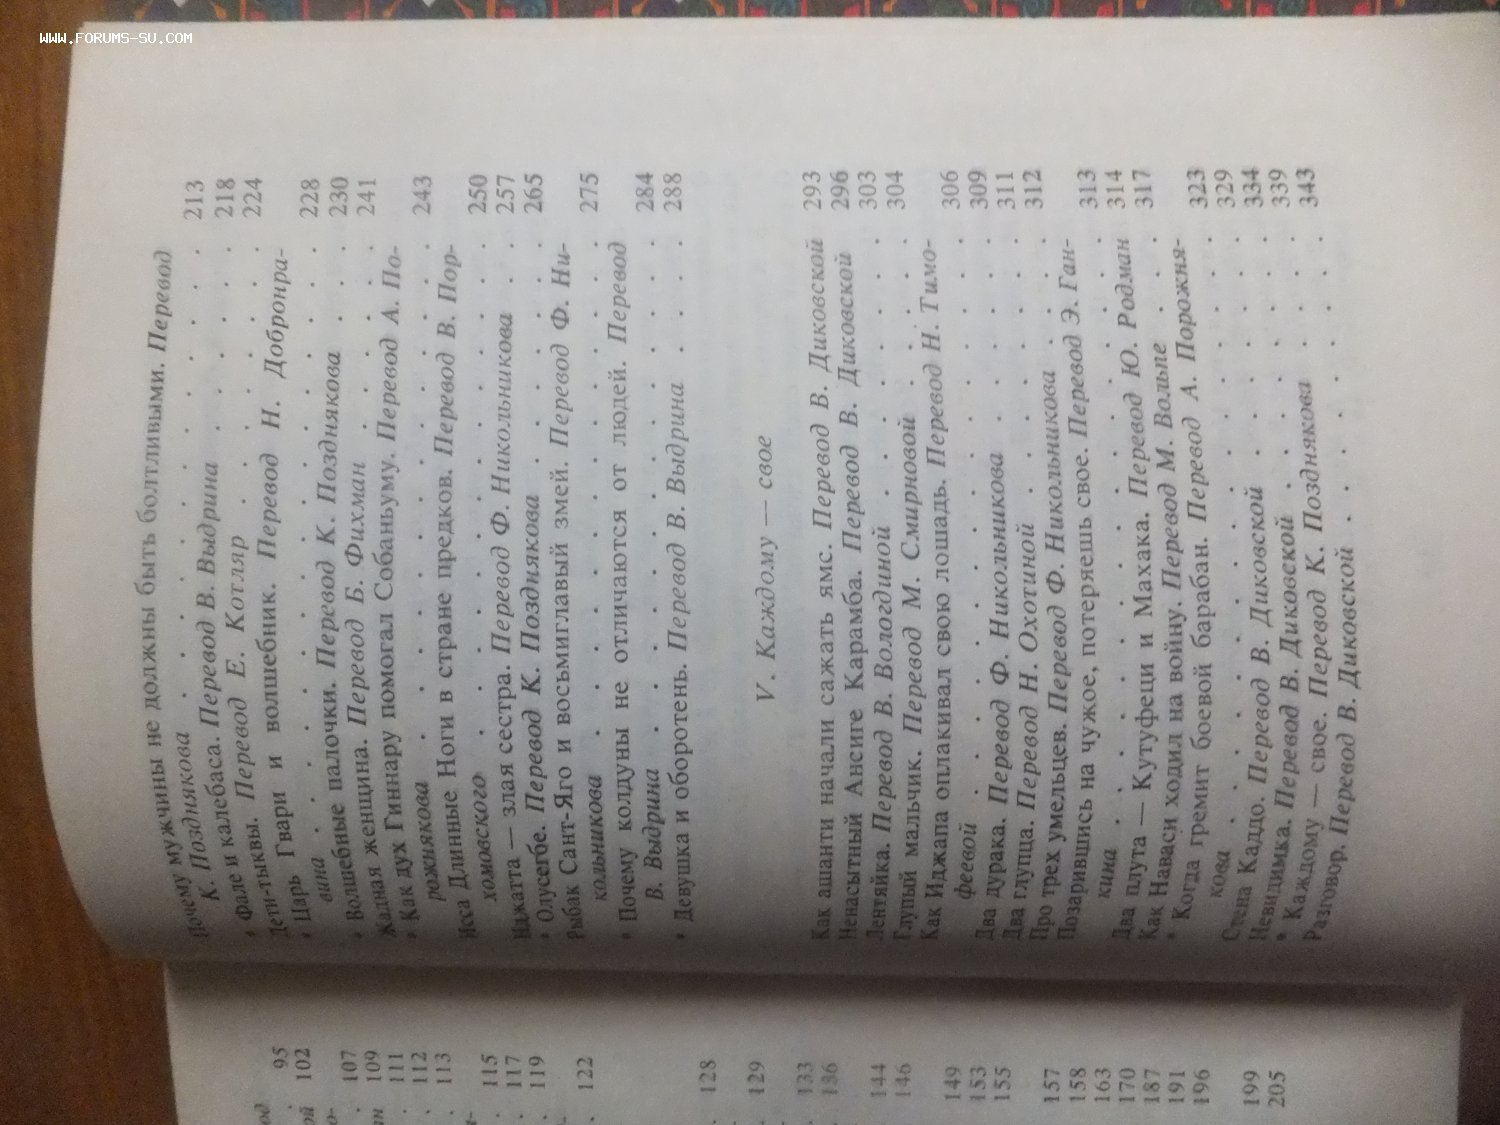 WWW.FORUMS-SU.COM
Почему мужчины не должны быть болтливыми. Перевод
К. Позднякова . . . . . . . . . . 213
* Фале и калебаса. Перевод В. Выдрина . . . . . 218
Дети-тыквы. Перевод Е. Котляр . . . . . . 224
* Царь Гвари и волшебник. Перевод Н. Добронра-
вина . . . . . . . . . . . 228
* Волшебные палочки. Перевод К. Позднякова . . 230
Жадная женщина. Перевод Б. Фихман . . . . 241
* Как дух Гиннару помогал Собаньуму. Перевод А. По-
рожнякова . . . . . . . . . . 243
Исса Длинные Ноги в стране предков. Перевод В. Пор-
хомовского . . . . . . . . . . 250
Иджатта — злая сестра. Перевод Ф. Никольникова . . 257
* Олусегбе. Перевод К. Позднякова . . . . . 265
Рыбак Сант-Яго и восьмиглавый змей. Перевод Ф. Ни-
кольникова . . . . . . . . . . 275
* Почему колдуны не отличаются от людей. Перевод
В. Выдрина . . . . . . . . . . 284
* Девушка и оборотень. Перевод В. Выдрина . . . 288
V. Каждому — свое
Как ашанти начали сажать ямс. Перевод В. Диковской 293
Ненасытный Ансиге Карамба. Перевод В. Диковской 296
Лентяйка. Перевод В. Вологдиной . . . . . . 303
Глупый мальчик. Перевод М. Смирновой . . . . 304
Как Иджапа оплакивал свою лошадь. Перевод Н. Тимо-
феевой . . . . . . . . . . . 306
Два дурака. Перевод Ф. Никольникова . . . . . 309
Два глупца. Перевод Н. Охотиной . . . . . . 311
Про трех умельцев. Перевод Ф. Никольникова . . . 312
Позарившись на чужое, потеряешь свое. Перевод Э. Ган-
кина . . . . . . . . . . . 313
Два плута — Кутуфеци и Махака. Перевод Ю. Родман 314
Как Наваси ходил на войну. Перевод М. Вольпе . . . 317
* Когда гремит боевой барабан. Перевод А. Порожня-
кова . . . . . . . . . . . 323
Стена Каддо. Перевод В. Диковской . . . . . 329
Невидимка. Перевод В. Диковской . . . . . . 334
* Каждому — свое. Перевод К. Позднякова . . . 339
Разговор. Перевод В. Диковской . . . . . . . 343
95
102
107
109
111
112
113
115
117
119
122
128
129
133
136
144
146
149
153
155
157
158
163
170
187
191
196
199
205